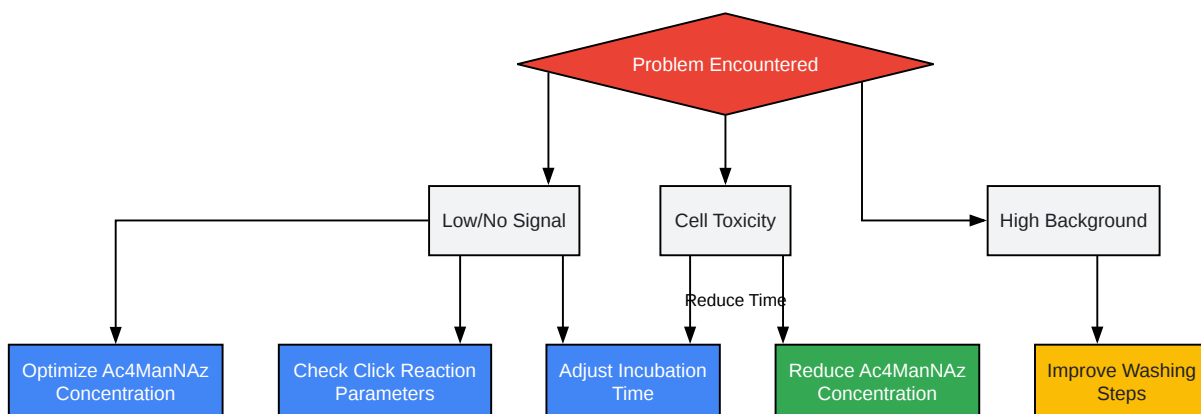 Problem Encountered
Low/No Signal
Cell Toxicity
High Background
Reduce Time
Optimize Ac4ManNAz
Concentration
Check Click Reaction
Parameters
Adjust Incubation
Time
Reduce Ac4ManNAz
Concentration
Improve Washing
Steps